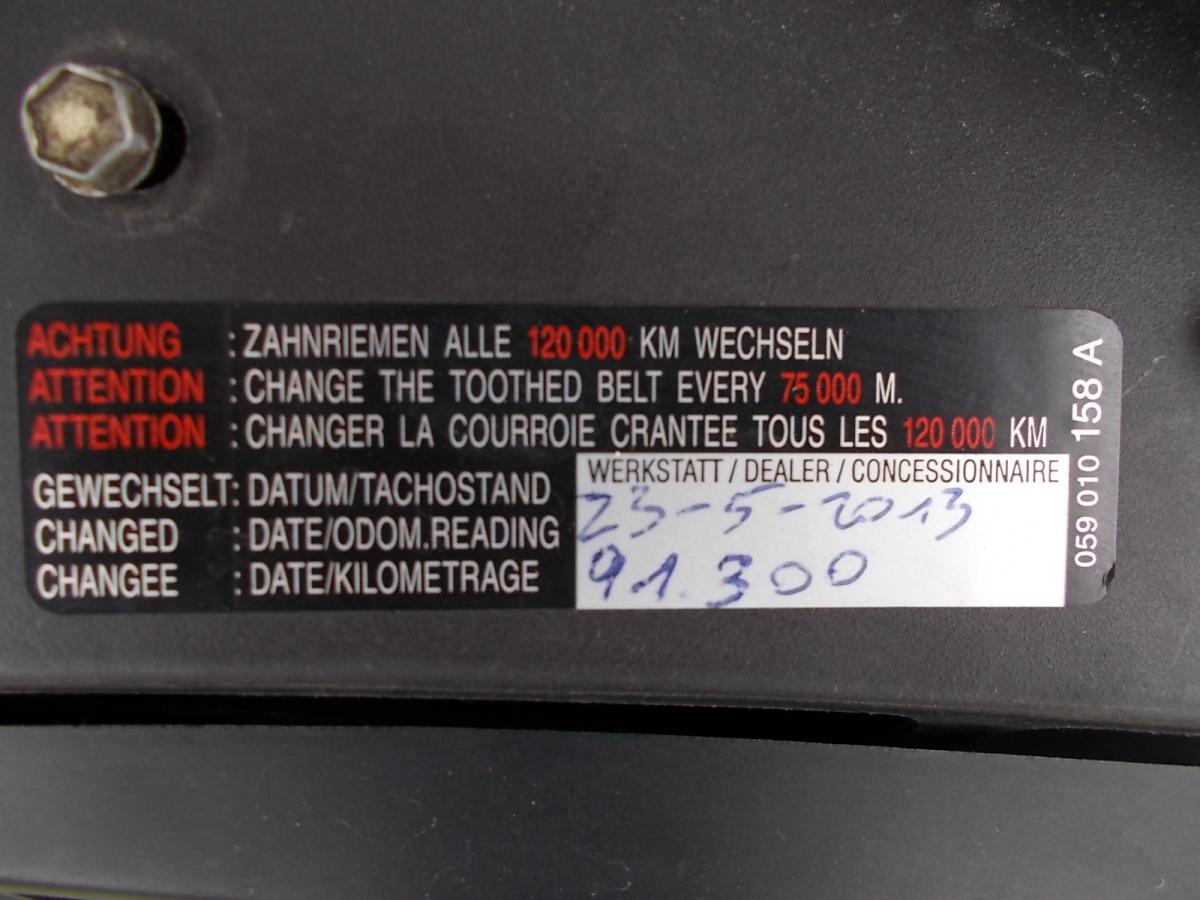 ACHTUNG : ZAHNRIEMEN ALLE 120 000 KM WECHSELN
ATTENTION : CHANGE THE TOOTHED BELT EVERY 75 000 M.
ATTENTION : CHANGER LA COURROIE CRANTEE TOUS LES 120 000 KM
WERKSTATT / DEALER / CONCESSIONNAIRE
GEWECHSELT: DATUM/TACHOSTAND 23-5-2013
CHANGED : DATE/ODOM.READING
CHANGEE : DATE/KILOMETRAGE 91.300
059 010 158 A